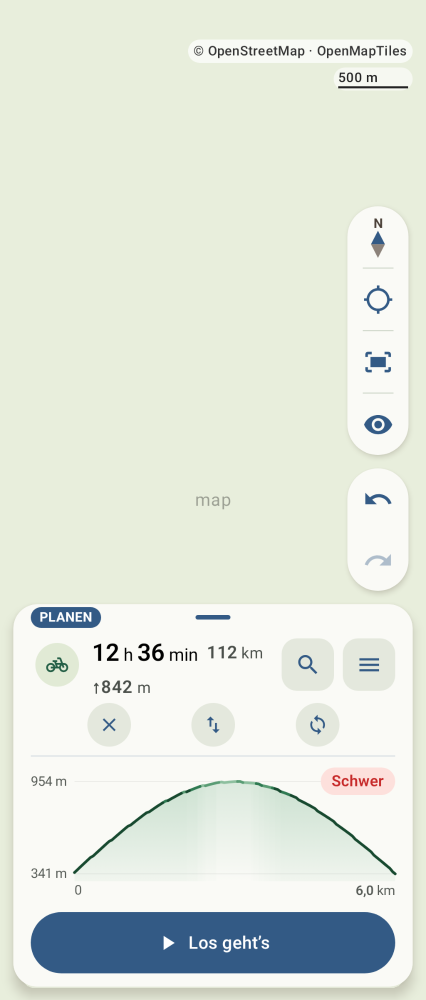 © OpenStreetMap · OpenMapTiles
500 m
N
map
PLANEN
12 h 36 min 112 km
↑842 m
954 m
Schwer
341 m
0 6,0 km
Los geht's